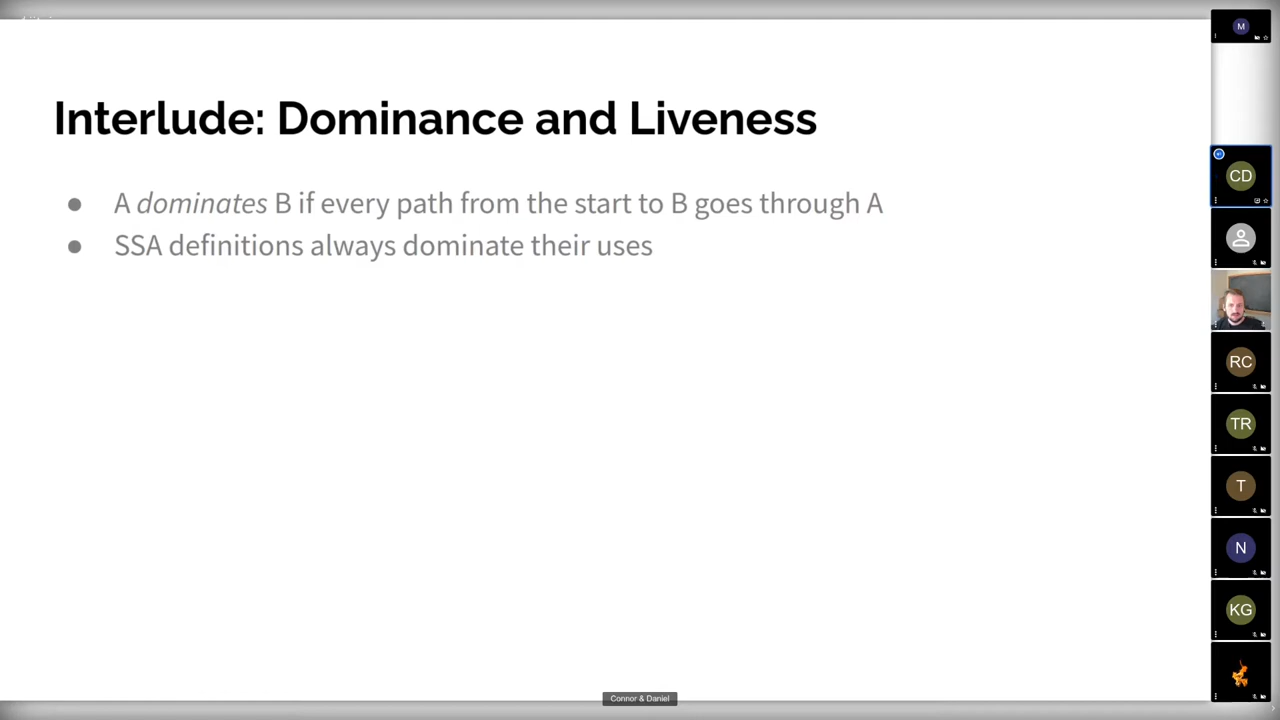 Interlude: Dominance and Liveness
● A dominates B if every path from the start to B goes through A
● SSA definitions always dominate their uses
M
CD
RC
TR
T
N
KG
Connor & Daniel